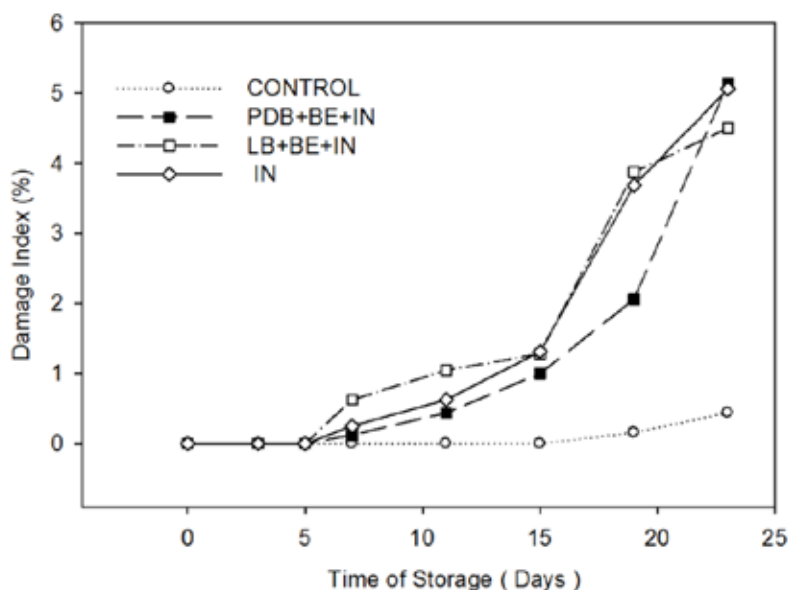 6
5
4
3
2
1
0
Damage Index (%)
CONTROL
PDB+BE+IN
LB+BE+IN
IN
0 5 10 15 20 25
Time of Storage ( Days )